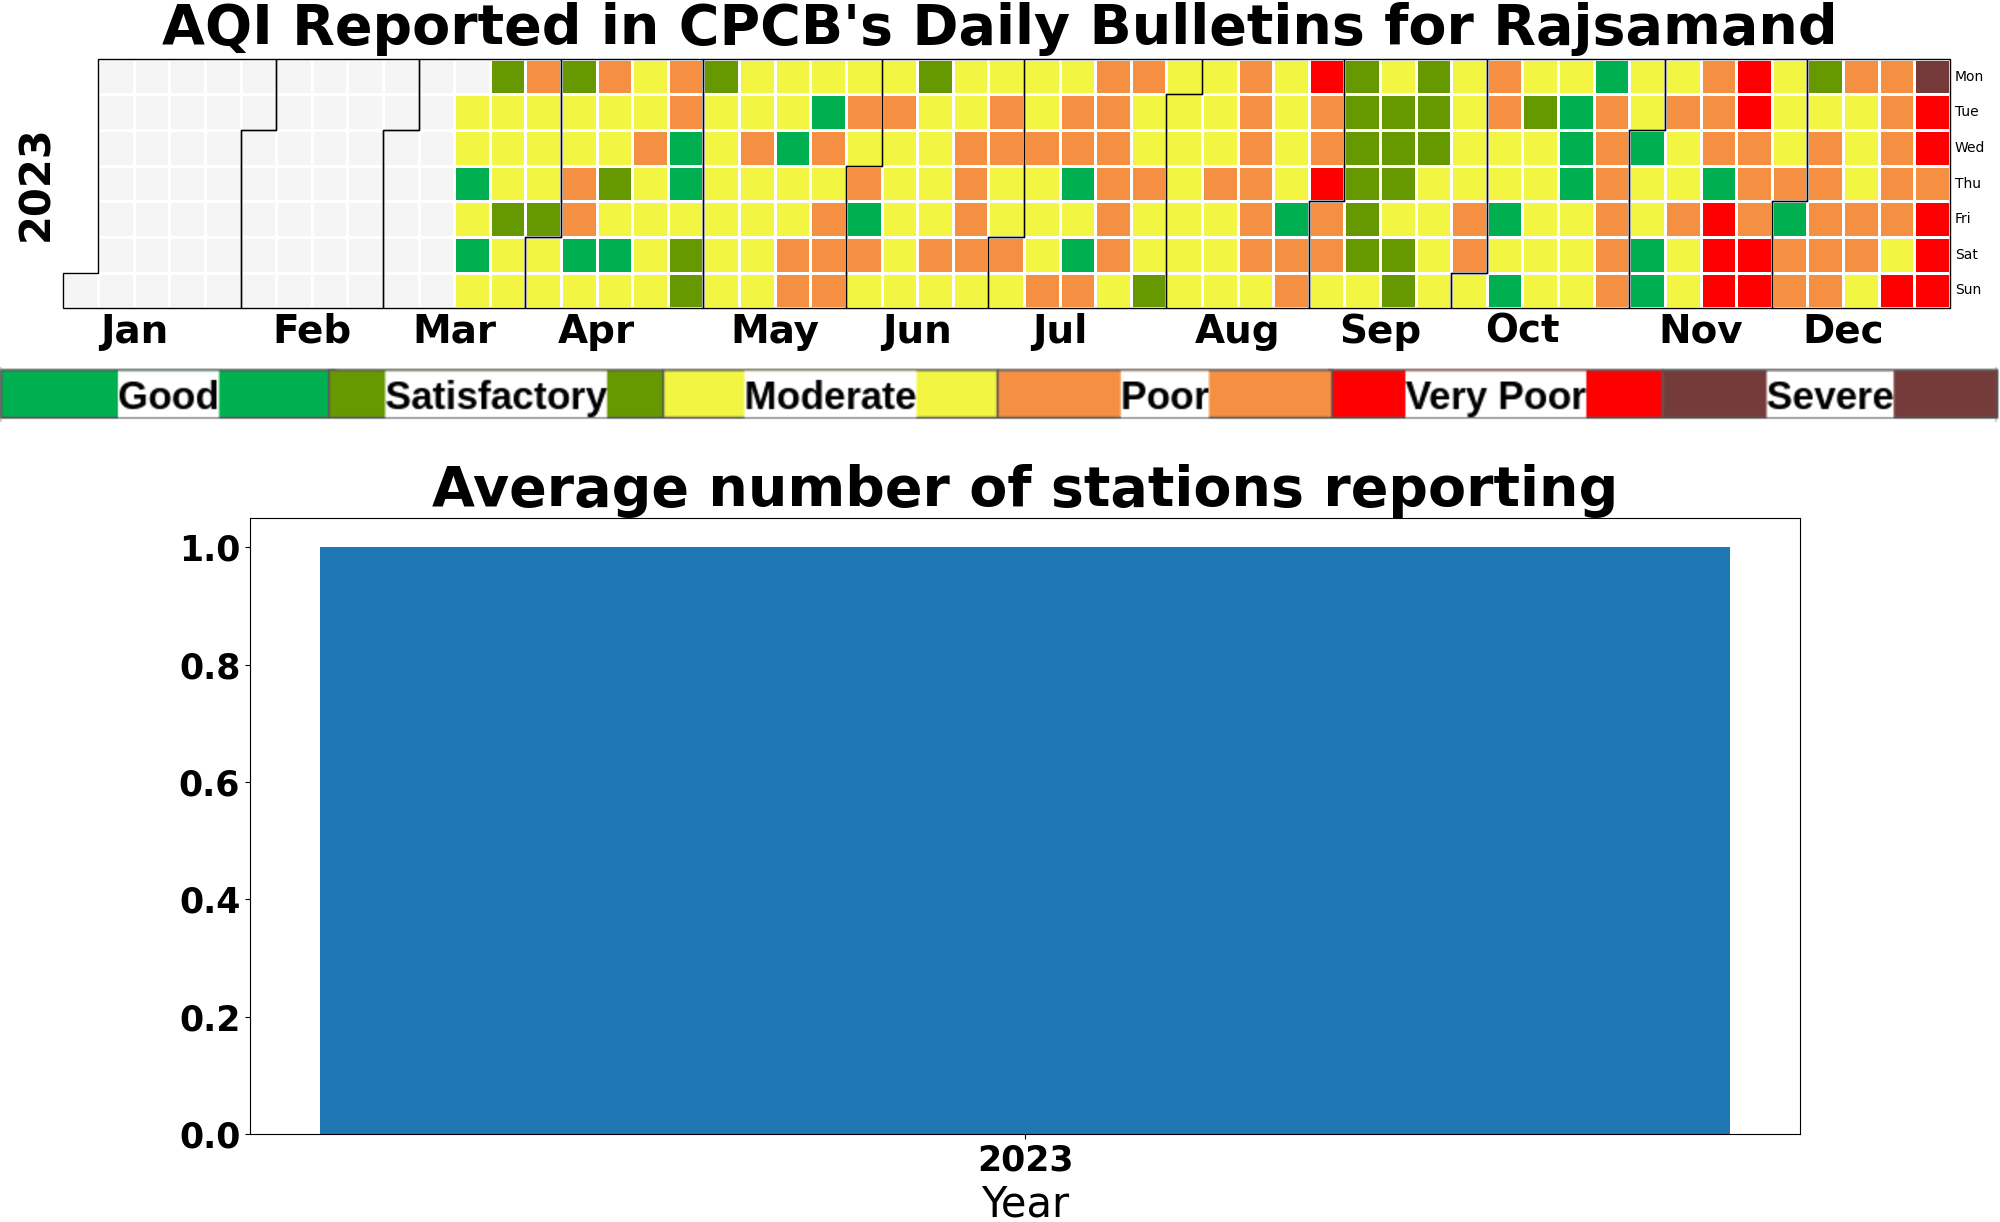 AQI Reported in CPCB's Daily Bulletins for Rajsamand
2023
Mon
Tue
Wed
Thu
Fri
Sat
Sun
Jan Feb Mar Apr May Jun Jul Aug Sep Oct Nov Dec
Good Satisfactory Moderate Poor Very Poor Severe
Average number of stations reporting
1.0
0.8
0.6
0.4
0.2
0.0
2023
Year